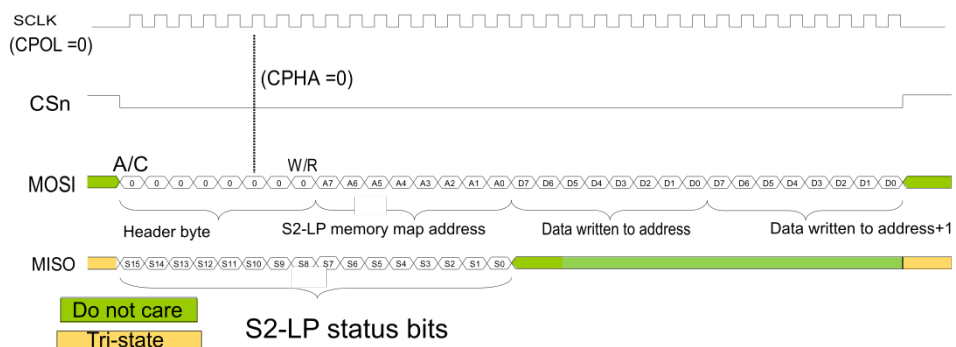 SCLK
(CPOL =0)
(CPHA =0)
CSn
A/C W/R
MOSI 0 0 0 0 0 0 0 0 A7 A6 A5 A4 A3 A2 A1 A0 D7 D6 D5 D4 D3 D2 D1 D0 D7 D6 D5 D4 D3 D2 D1 D0
Header byte S2-LP memory map address Data written to address Data written to address+1
MISO S15 S14 S13 S12 S11 S10 S9 S8 S7 S6 S5 S4 S3 S2 S1 S0
Do not care
Tri-state
S2-LP status bits